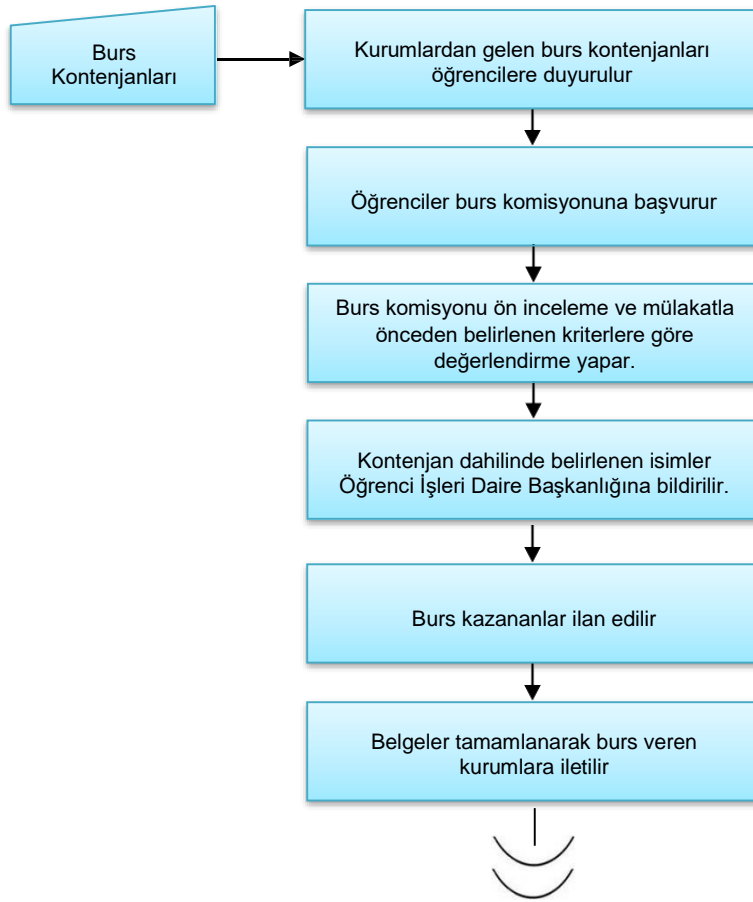 Burs
Kontenjanları
Kurumlardan gelen burs kontenjanları
öğrencilere duyurulur
Öğrenciler burs komisyonuna başvurur
Burs komisyonu ön inceleme ve mülakatla
önceden belirlenen kriterlere göre
değerlendirme yapar.
Kontenjan dahilinde belirlenen isimler
Öğrenci İşleri Daire Başkanlığına bildirilir.
Burs kazananlar ilan edilir
Belgeler tamamlanarak burs veren
kurumlara iletilir